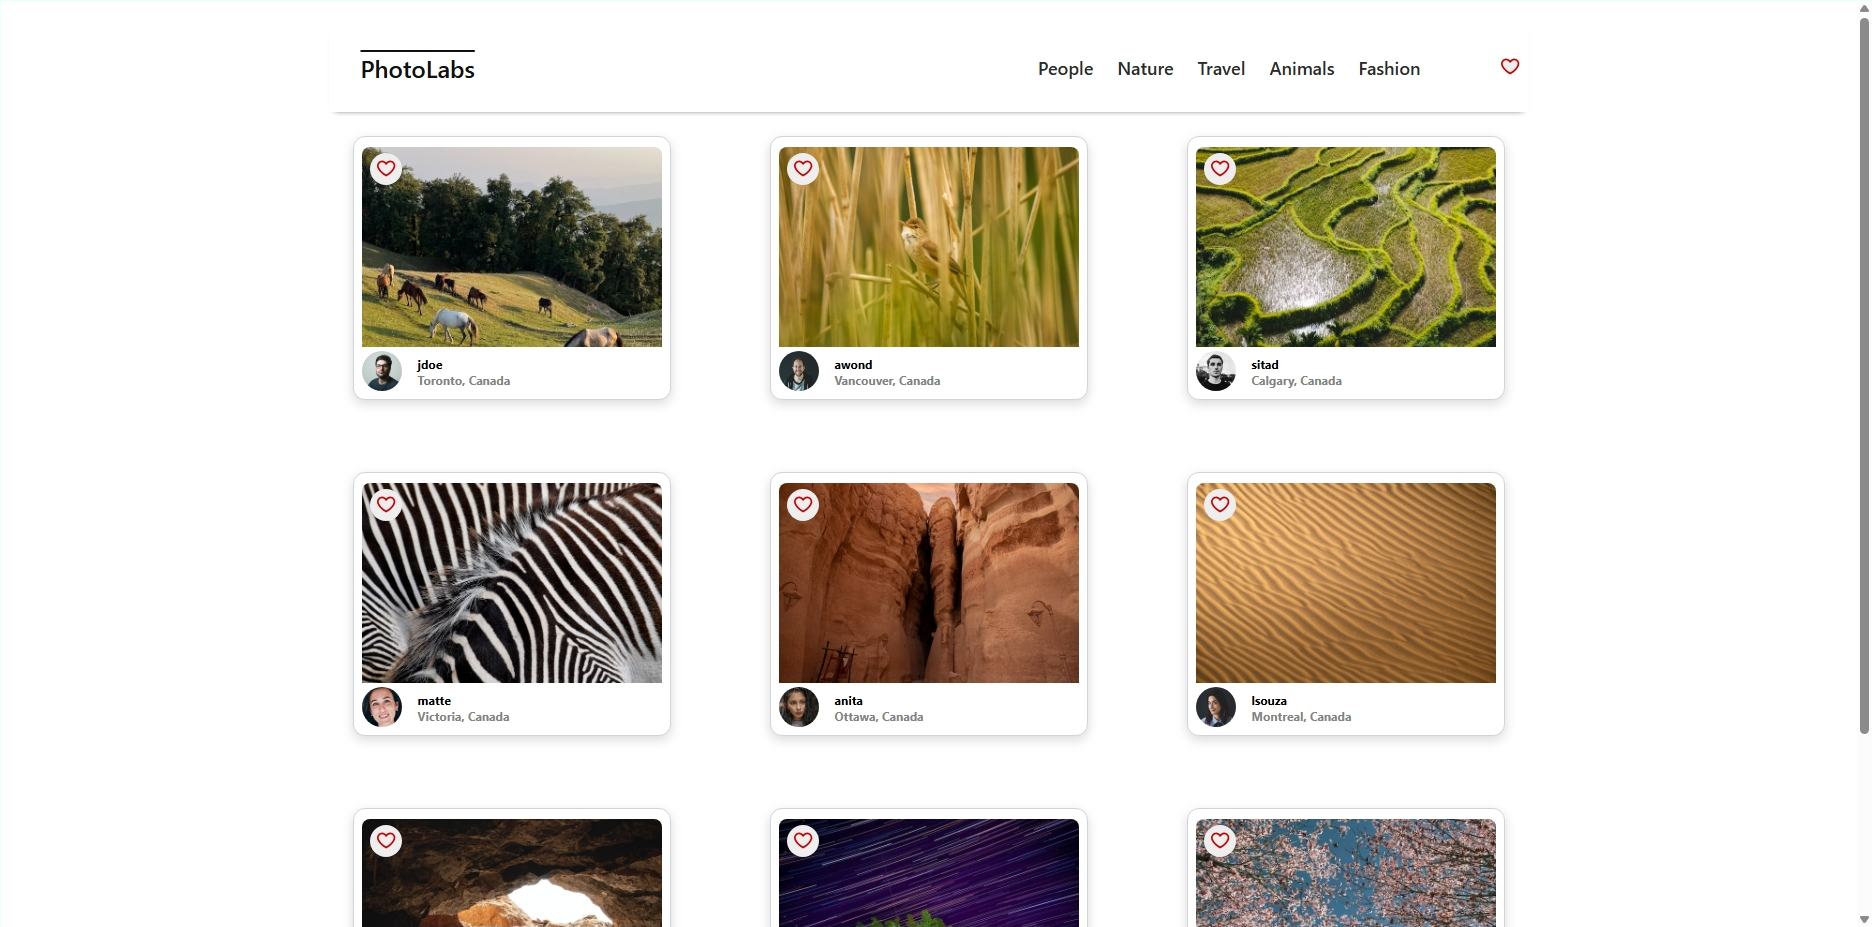 PhotoLabs
People Nature Travel Animals Fashion
jdoe
Toronto, Canada
awond
Vancouver, Canada
sitad
Calgary, Canada
matte
Victoria, Canada
anita
Ottawa, Canada
lsouza
Montreal, Canada